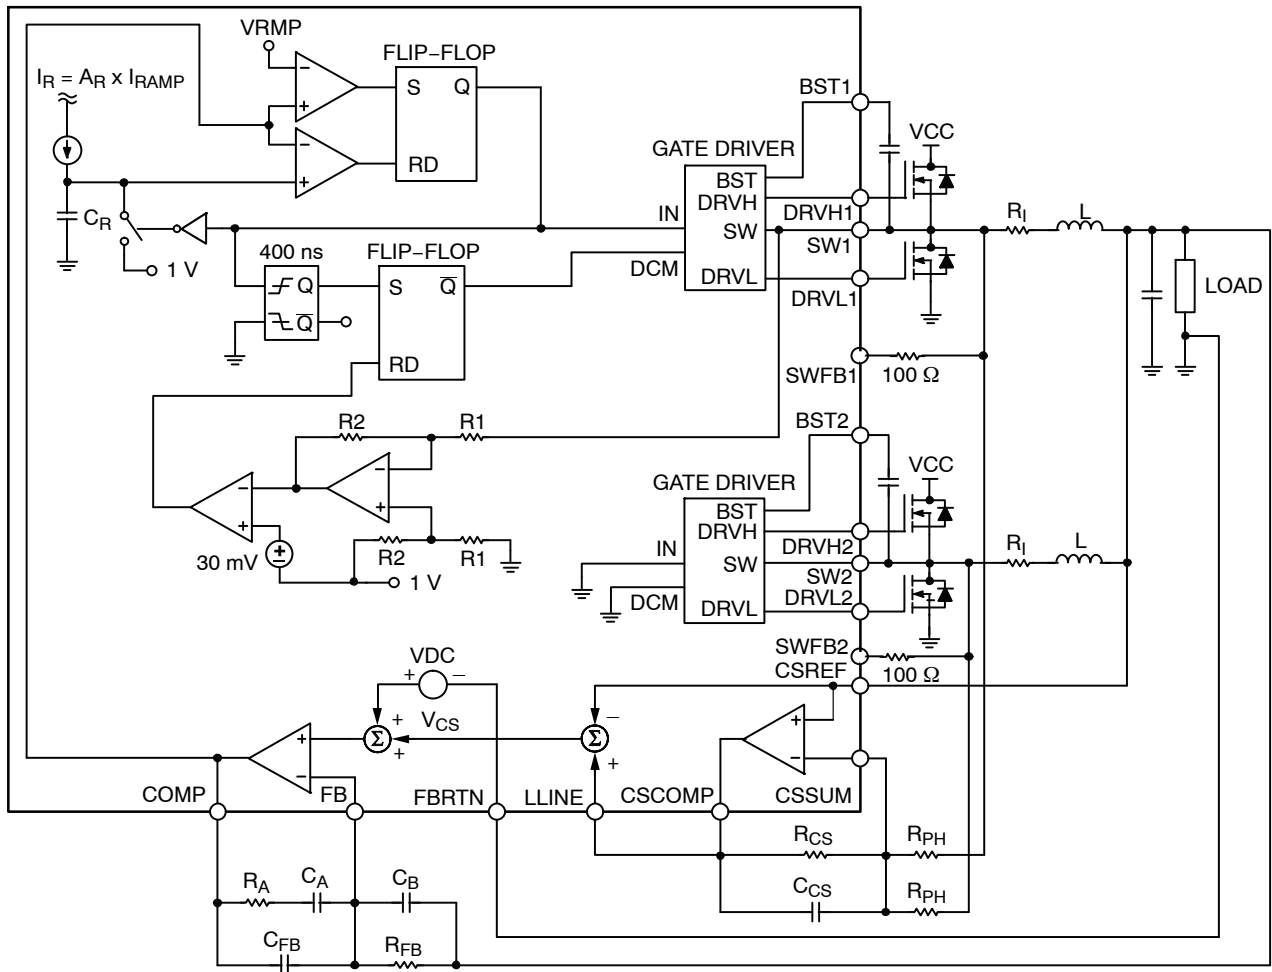 VRMP
FLIP−FLOP
I_R = A_R x I_RAMP
−
+
S Q
−
+
RD
BST1
VCC
GATE DRIVER
BST
DRVH
IN
SW
DCM
DRVL
DRVH1
SW1
DRVL1
R_I
L
LOAD
C_R
1 V
400 ns
Q
Q̅
FLIP−FLOP
S Q̅
RD
SWFB1
100 Ω
R2
R1
−
+
−
+
30 mV
R2
R1
1 V
BST2
VCC
GATE DRIVER
BST
DRVH
IN
SW
DCM
DRVL
DRVH2
SW2
DRVL2
R_I
L
SWFB2
100 Ω
CSREF
VDC
+ −
+
Σ
+
V_CS
−
Σ
+
+
−
+
−
COMP
FB
FBRTN
LLINE
CSCOMP
CSSUM
R_CS
R_PH
C_CS
R_PH
R_A
C_A
C_B
C_FB
R_FB